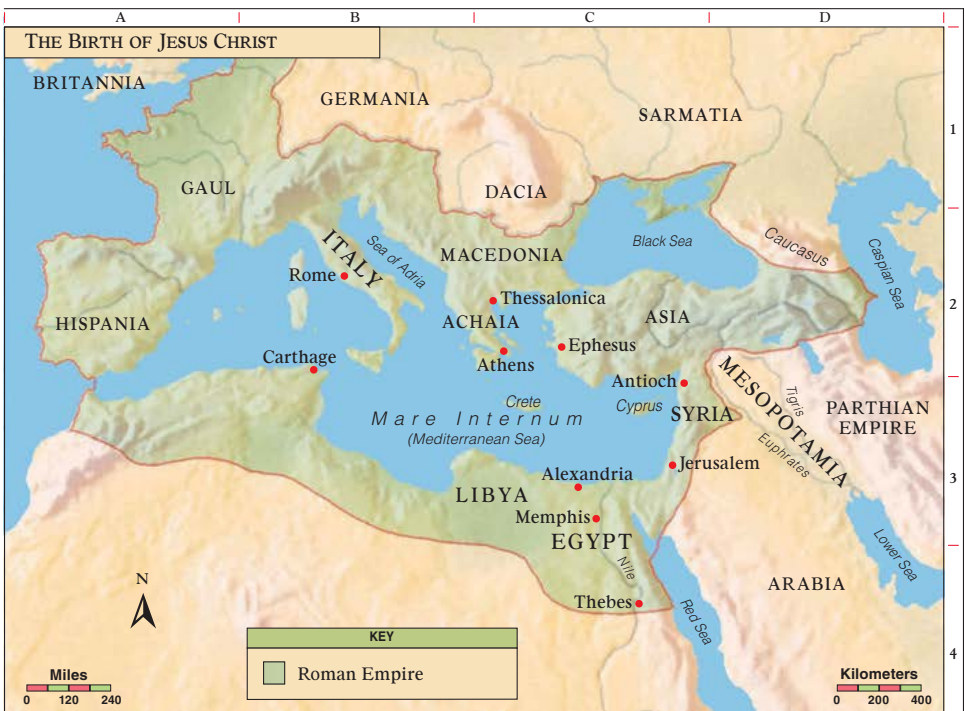 A B C D
THE BIRTH OF JESUS CHRIST
BRITANNIA
GERMANIA
SARMATIA
1
GAUL
DACIA
ITALY
Sea of Adria
MACEDONIA
Black Sea
Caucasus
Caspian Sea
Rome
Thessalonica
2
HISPANIA
ACHAIA
ASIA
Carthage
Athens
Ephesus
Antioch
MESOPOTAMIA
Tigris
Crete
Cyprus
SYRIA
PARTHIAN
EMPIRE
Mare Internum
(Mediterranean Sea)
Euphrates
Jerusalem
Alexandria
3
LIBYA
Memphis
EGYPT
Nile
Lower Sea
N
ARABIA
Thebes
Red Sea
KEY
Roman Empire
4
Miles
0 120 240
Kilometers
0 200 400